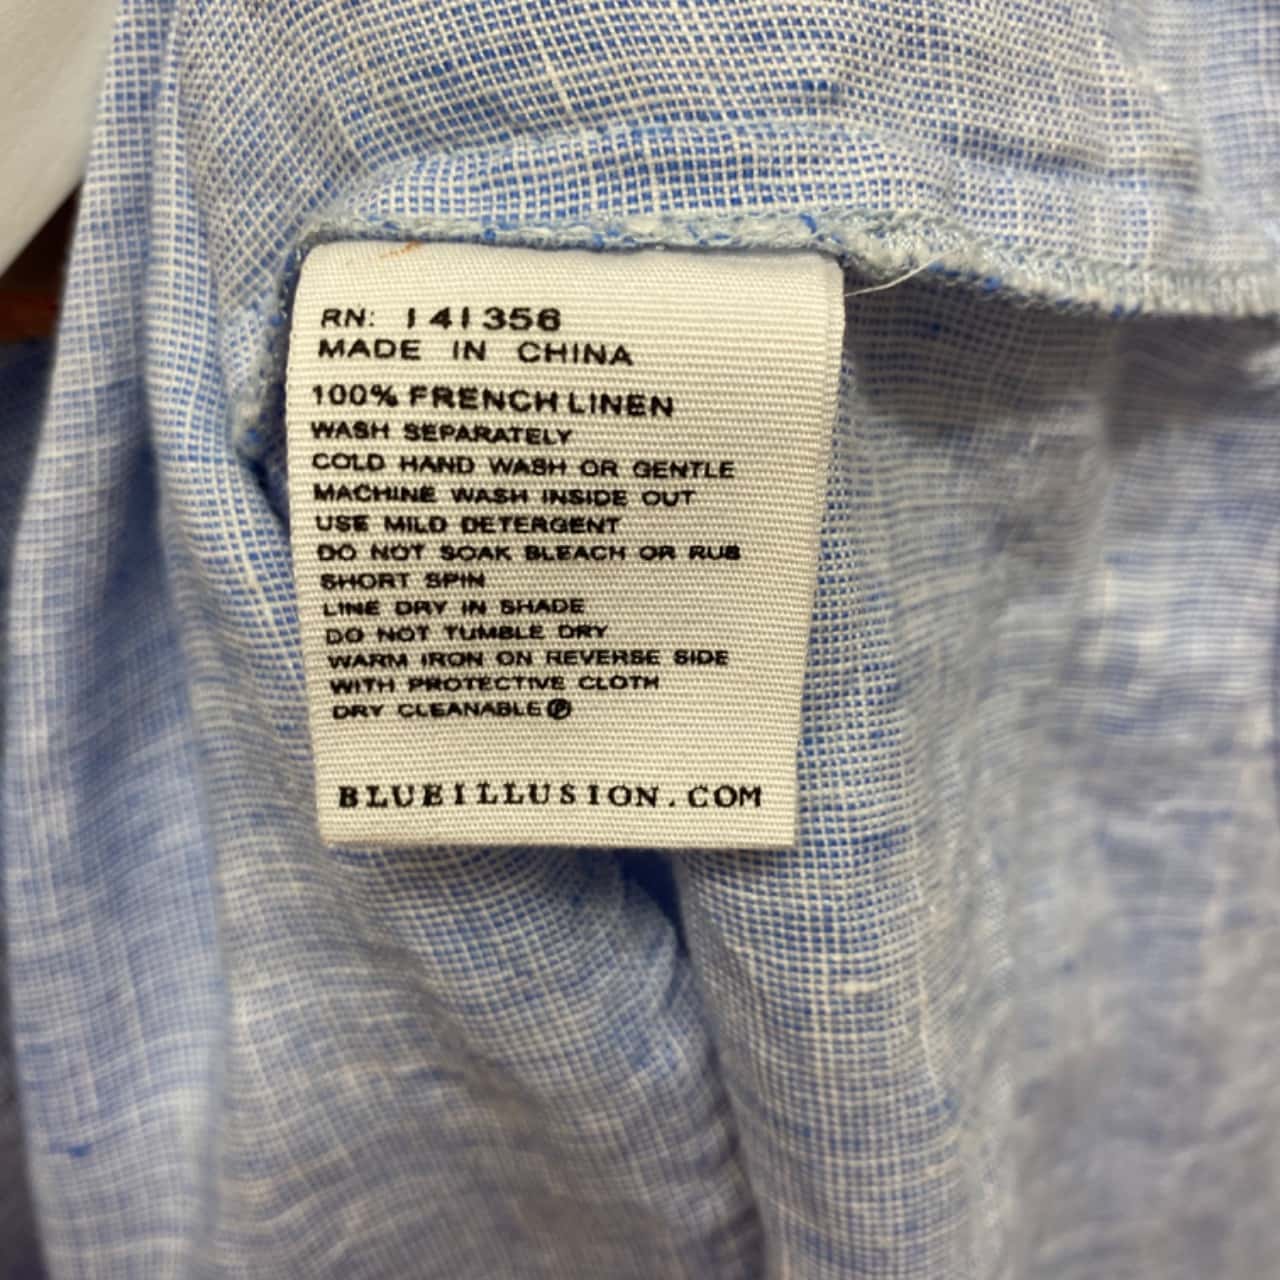 RN: 141356
MADE IN CHINA
100% FRENCH LINEN
WASH SEPARATELY
COLD HAND WASH OR GENTLE
MACHINE WASH INSIDE OUT
USE MILD DETERGENT
DO NOT SOAK BLEACH OR RUB
SHORT SPIN
LINE DRY IN SHADE
DO NOT TUMBLE DRY
WARM IRON ON REVERSE SIDE
WITH PROTECTIVE CLOTH
DRY CLEANABLE Ⓟ
BLUEILLUSION.COM